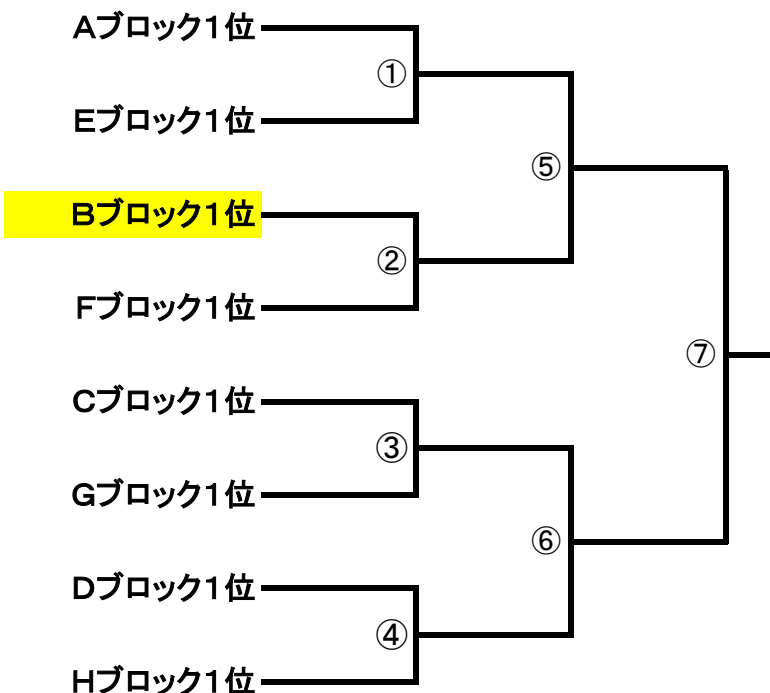 Aブロック1位
①
Eブロック1位
⑤
Bブロック1位
②
Fブロック1位
⑦
Cブロック1位
③
Gブロック1位
⑥
Dブロック1位
④
Hブロック1位